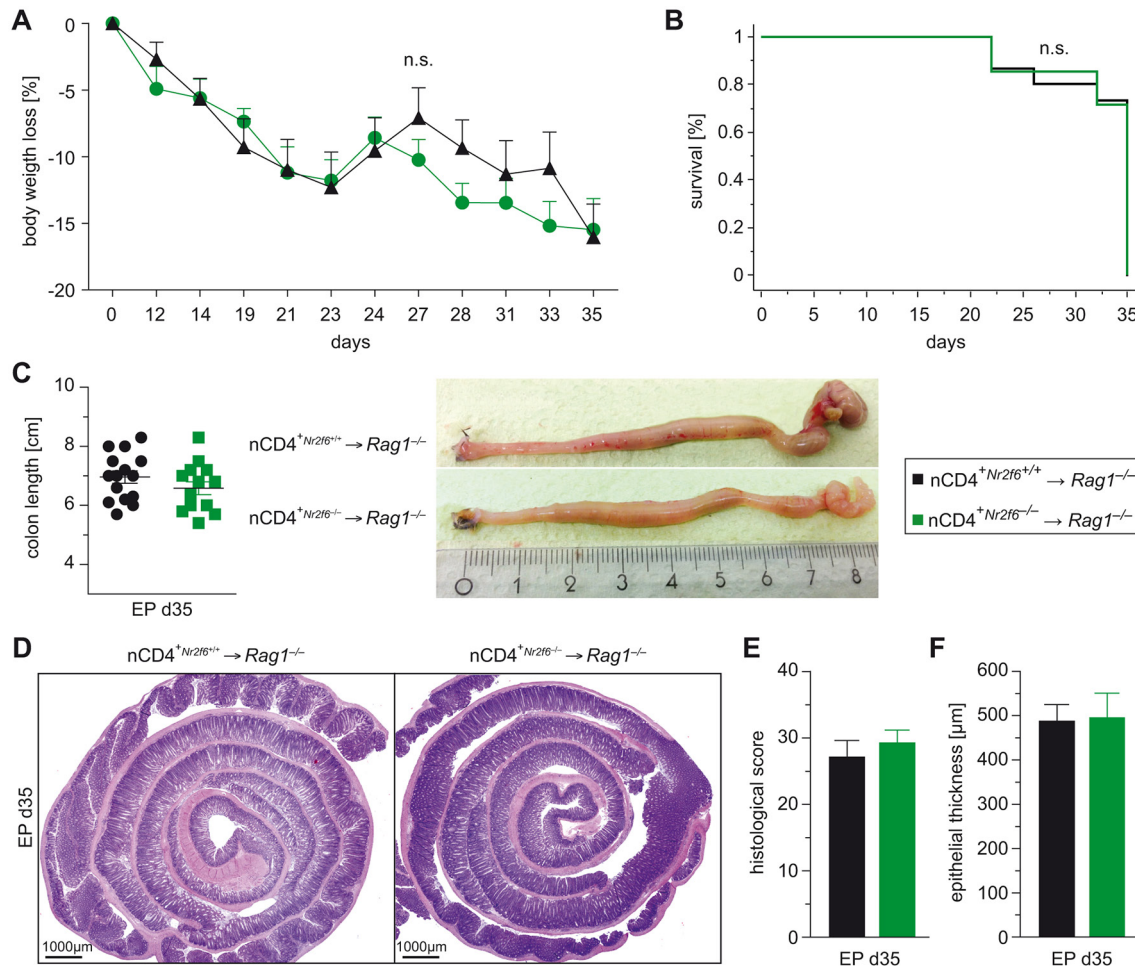 A
0
-5
-10
-15
-20
body weigth loss [%]
n.s.
0 12 14 19 21 23 24 27 28 31 33 35
days
B
1
0.8
0.6
0.4
0.2
0
survival [%]
n.s.
0 5 10 15 20 25 30 35
days
C
10
8
6
4
colon length [cm]
EP d35
nCD4⁺ᴺʳ²ᶠ⁶⁺/⁺ → Rag1⁻/⁻
nCD4⁺ᴺʳ²ᶠ⁶⁻/⁻ → Rag1⁻/⁻
0 1 2 3 4 5 6 7 8
nCD4⁺ᴺʳ²ᶠ⁶⁺/⁺ → Rag1⁻/⁻
nCD4⁺ᴺʳ²ᶠ⁶⁻/⁻ → Rag1⁻/⁻
D
nCD4⁺ᴺʳ²ᶠ⁶⁺/⁺ → Rag1⁻/⁻
nCD4⁺ᴺʳ²ᶠ⁶⁻/⁻ → Rag1⁻/⁻
EP d35
1000µm
1000µm
E
40
30
20
10
0
histological score
EP d35
F
600
500
400
300
200
100
0
epithelial thickness [µm]
EP d35